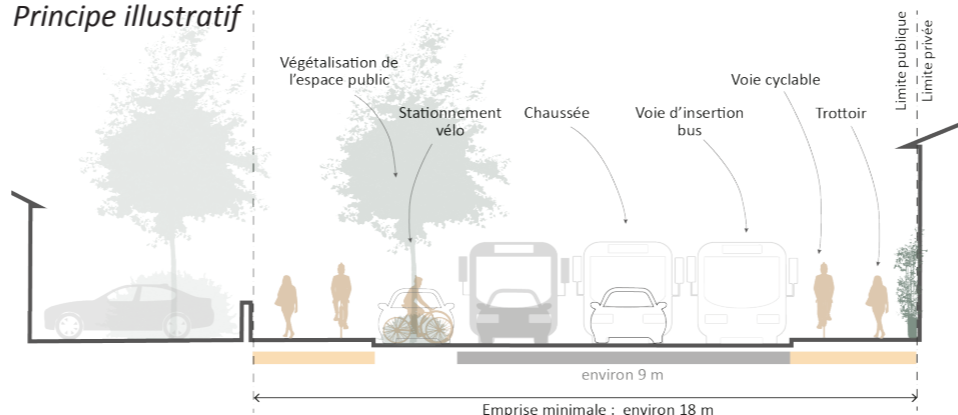 Principe illustratif
Végétalisation de
l'espace public
Stationnement
vélo
Chaussée
Voie d'insertion
bus
Voie cyclable
Trottoir
Limite publique
Limite privée
environ 9 m
Emprise minimale : environ 18 m